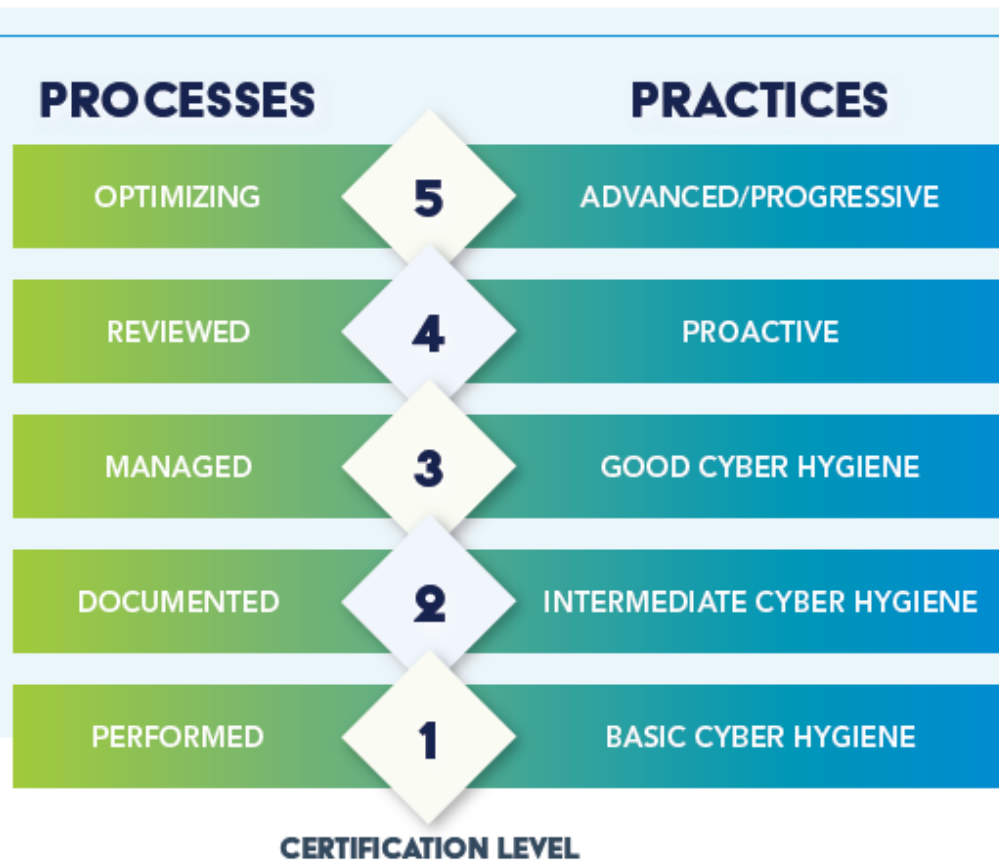 PROCESSES PRACTICES
OPTIMIZING 5 ADVANCED/PROGRESSIVE
REVIEWED 4 PROACTIVE
MANAGED 3 GOOD CYBER HYGIENE
DOCUMENTED 2 INTERMEDIATE CYBER HYGIENE
PERFORMED 1 BASIC CYBER HYGIENE
CERTIFICATION LEVEL